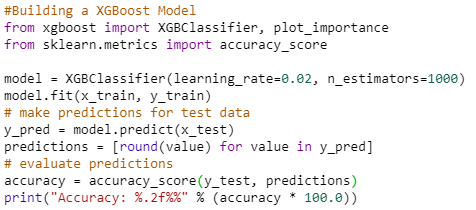 #Building a XGBoost Model
from xgboost import XGBClassifier, plot_importance
from sklearn.metrics import accuracy_score

model = XGBClassifier(learning_rate=0.02, n_estimators=1000)
model.fit(x_train, y_train)
# make predictions for test data
y_pred = model.predict(x_test)
predictions = [round(value) for value in y_pred]
# evaluate predictions
accuracy = accuracy_score(y_test, predictions)
print("Accuracy: %.2f%%" % (accuracy * 100.0))